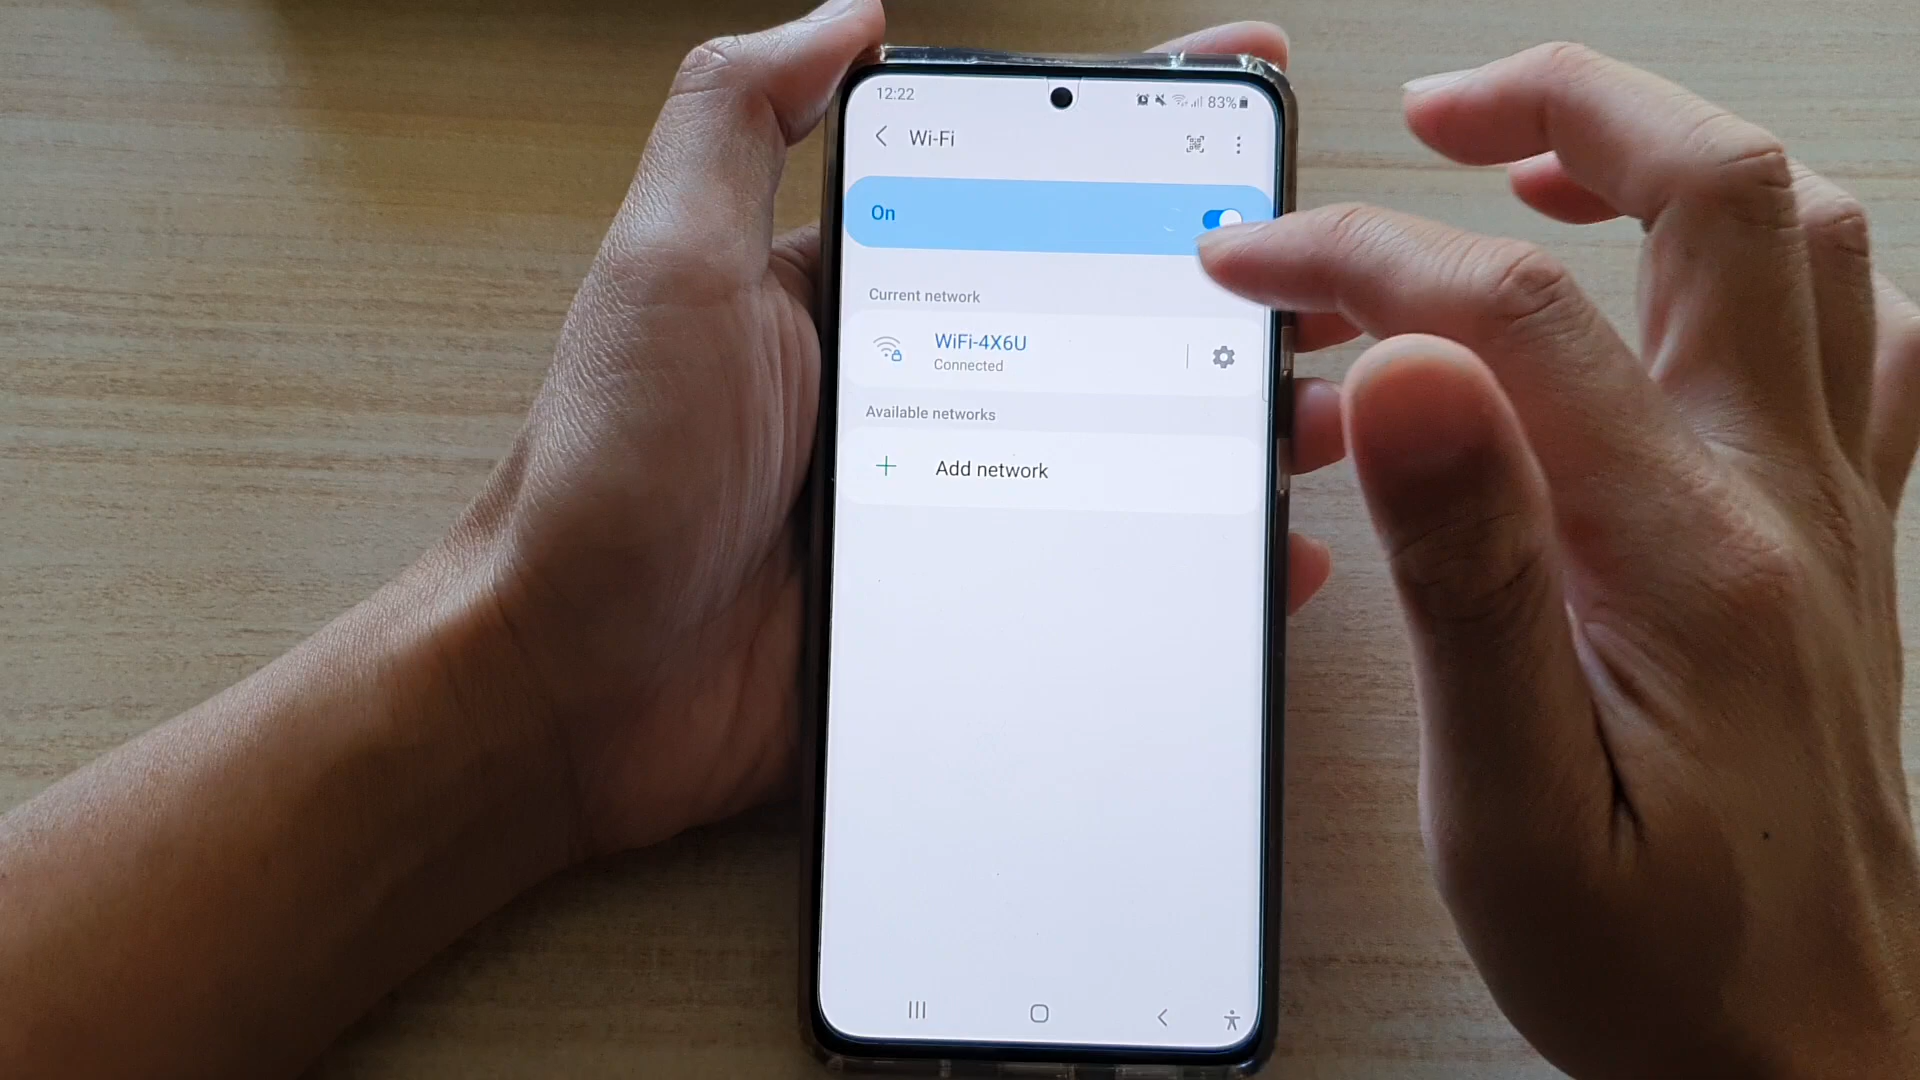 12:22
83%
Wi-Fi
On
Current network
WiFi-4X6U
Connected
Available networks
Add network